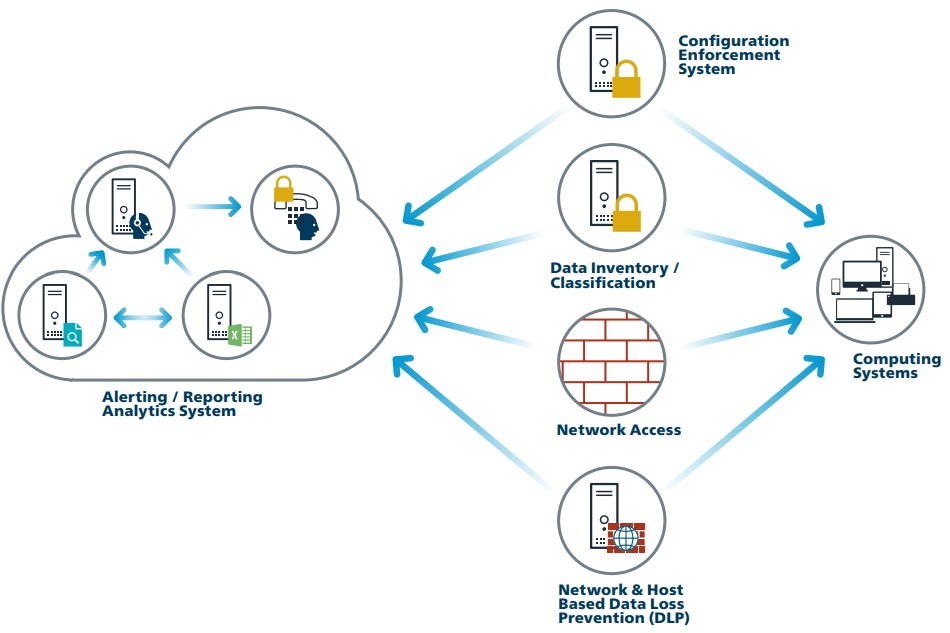 Configuration
Enforcement
System
Data Inventory /
Classification
Computing
Systems
Alerting / Reporting
Analytics System
Network Access
Network & Host
Based Data Loss
Prevention (DLP)
X